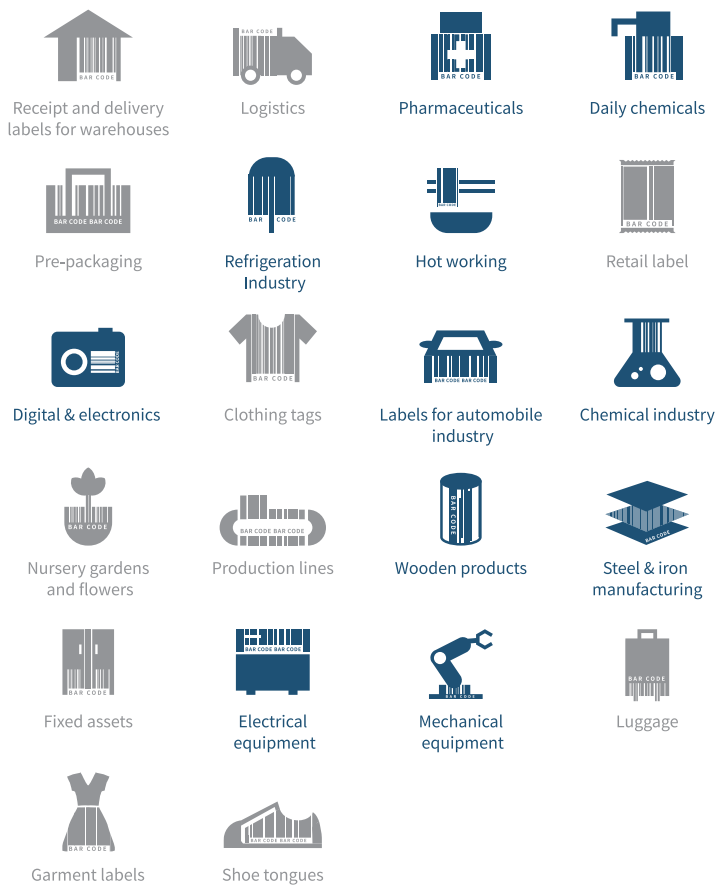 BAR CODE
BAR CODE
BAR CODE
BAR CODE
Receipt and delivery
labels for warehouses
Logistics
Pharmaceuticals
Daily chemicals
BAR CODE BAR CODE
BAR CODE
BAR CODE
BAR CODE
Pre-packaging
Refrigeration
Industry
Hot working
Retail label
BAR CODE
BAR CODE
BAR CODE BAR CODE
Digital & electronics
Clothing tags
Labels for automobile
industry
Chemical industry
BAR CODE
BAR CODE BAR CODE
BAR CODE
BAR CODE
Nursery gardens
and flowers
Production lines
Wooden products
Steel & iron
manufacturing
BAR CODE
BAR CODE BAR CODE
BAR CODE
BAR CODE
Fixed assets
Electrical
equipment
Mechanical
equipment
Luggage
BAR CODE
BAR CODE BAR CODE
Garment labels
Shoe tongues